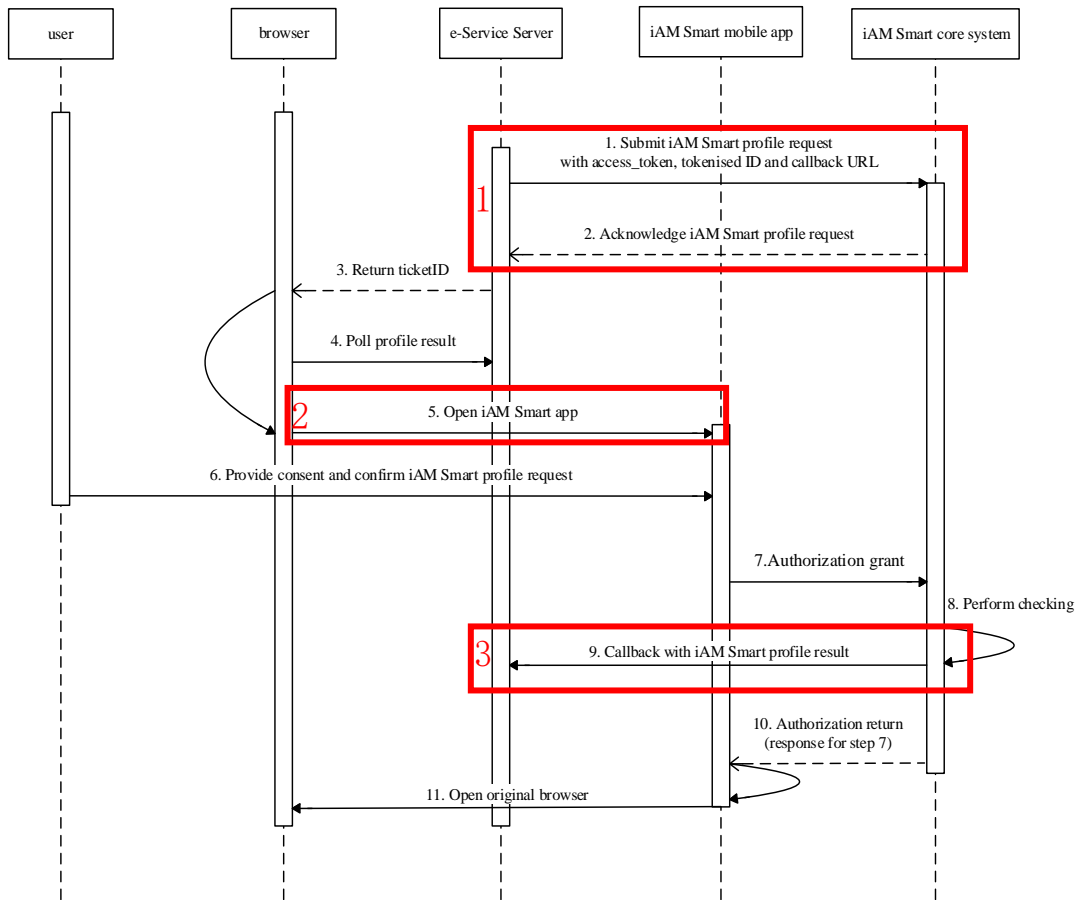 user
browser
e-Service Server
iAM Smart mobile app
iAM Smart core system
1. Submit iAM Smart profile request
with access_token, tokenised ID and callback URL
1
2. Acknowledge iAM Smart profile request
3. Return ticketID
4. Poll profile result
2
5. Open iAM Smart app
6. Provide consent and confirm iAM Smart profile request
7.Authorization grant
8. Perform checking
3
9. Callback with iAM Smart profile result
10. Authorization return
(response for step 7)
11. Open original browser